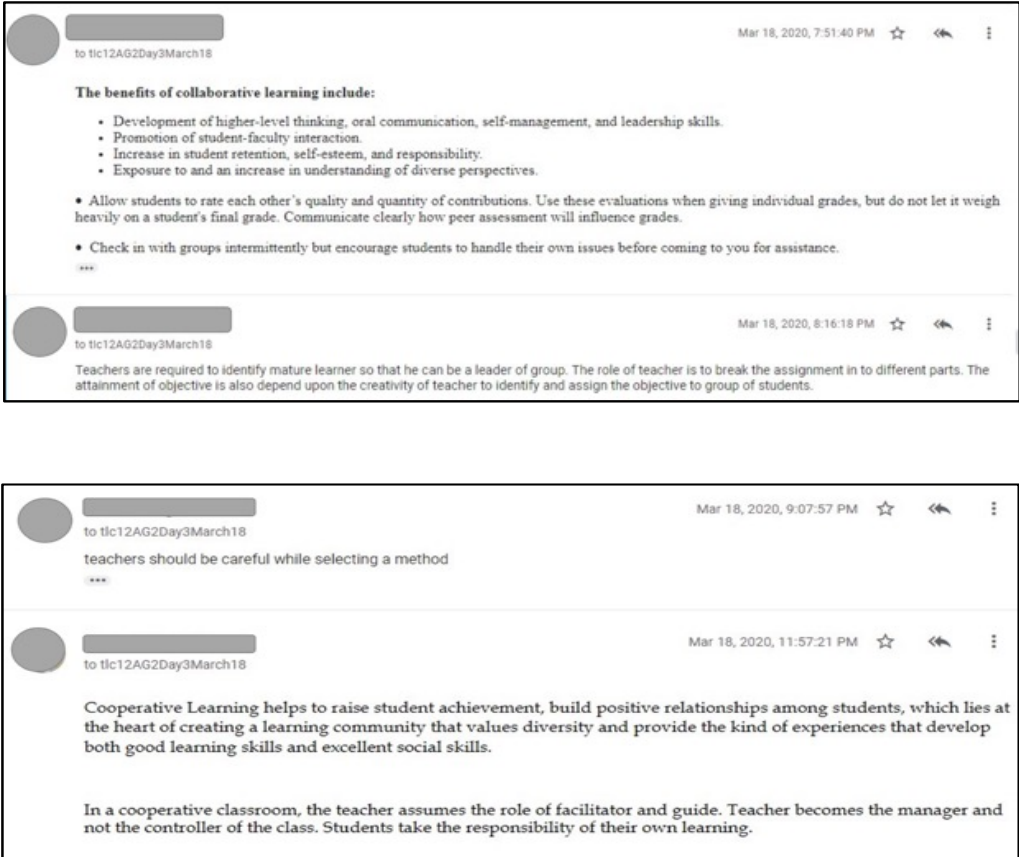 Mar 18, 2020, 7:51:40 PM
to tlc12AG2Day3March18
The benefits of collaborative learning include:
• Development of higher-level thinking, oral communication, self-management, and leadership skills.
• Promotion of student-faculty interaction.
• Increase in student retention, self-esteem, and responsibility.
• Exposure to and an increase in understanding of diverse perspectives.
• Allow students to rate each other's quality and quantity of contributions. Use these evaluations when giving individual grades, but do not let it weigh
heavily on a student's final grade. Communicate clearly how peer assessment will influence grades.
• Check in with groups intermittently but encourage students to handle their own issues before coming to you for assistance.
Mar 18, 2020, 8:16:18 PM
to tlc12AG2Day3March18
Teachers are required to identify mature learner so that he can be a leader of group. The role of teacher is to break the assignment in to different parts. The
attainment of objective is also depend upon the creativity of teacher to identify and assign the objective to group of students.
Mar 18, 2020, 9:07:57 PM
to tlc12AG2Day3March18
teachers should be careful while selecting a method
Mar 18, 2020, 11:57:21 PM
to tlc12AG2Day3March18
Cooperative Learning helps to raise student achievement, build positive relationships among students, which lies at
the heart of creating a learning community that values diversity and provide the kind of experiences that develop
both good learning skills and excellent social skills.
In a cooperative classroom, the teacher assumes the role of facilitator and guide. Teacher becomes the manager and
not the controller of the class. Students take the responsibility of their own learning.